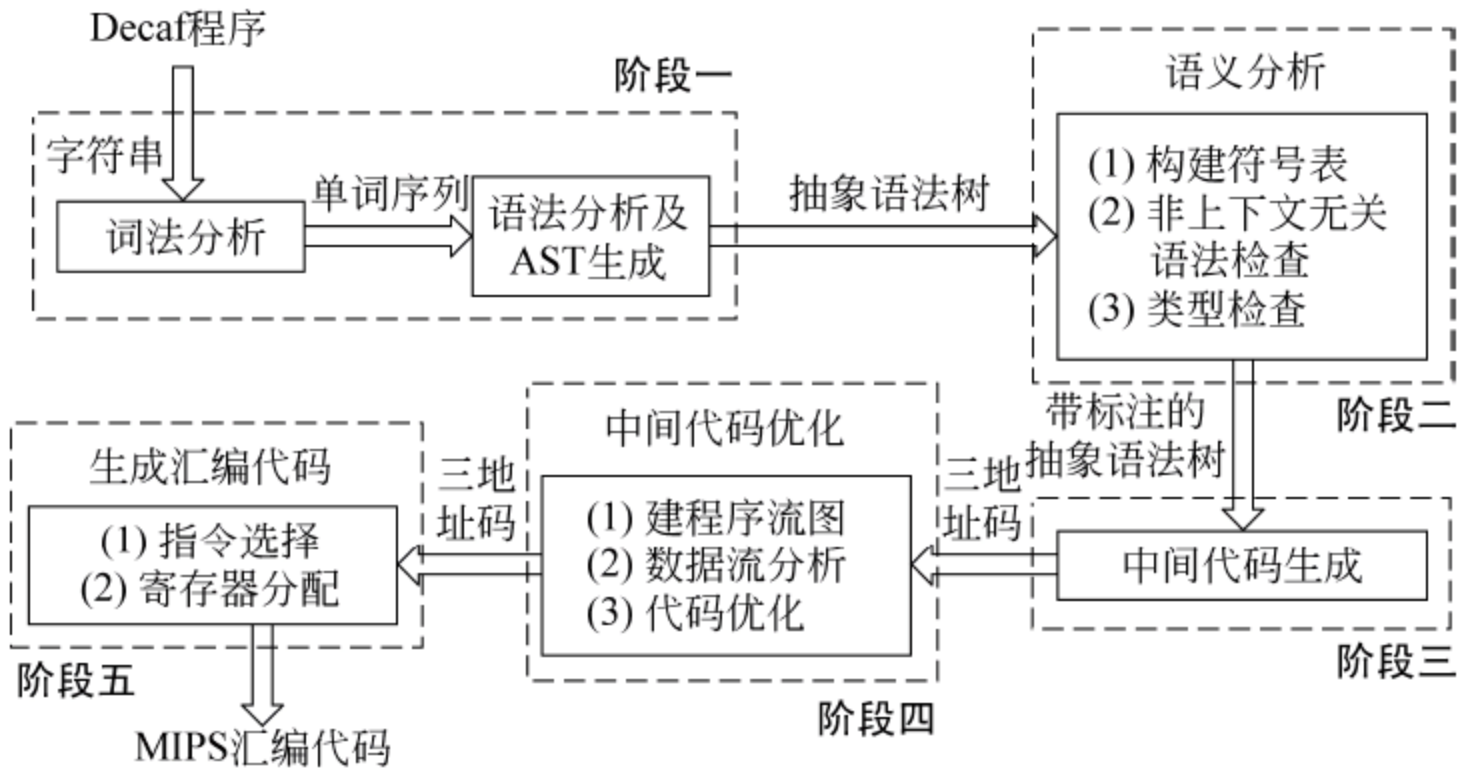 Decaf程序
阶段一
字符串
词法分析
单词序列
语法分析及
AST生成
抽象语法树
语义分析
(1) 构建符号表
(2) 非上下文无关
语法检查
(3) 类型检查
阶段二
带标注的
抽象语法树
中间代码生成
阶段三
三地
址码
中间代码优化
(1) 建程序流图
(2) 数据流分析
(3) 代码优化
阶段四
三地
址码
生成汇编代码
(1) 指令选择
(2) 寄存器分配
阶段五
MIPS汇编代码